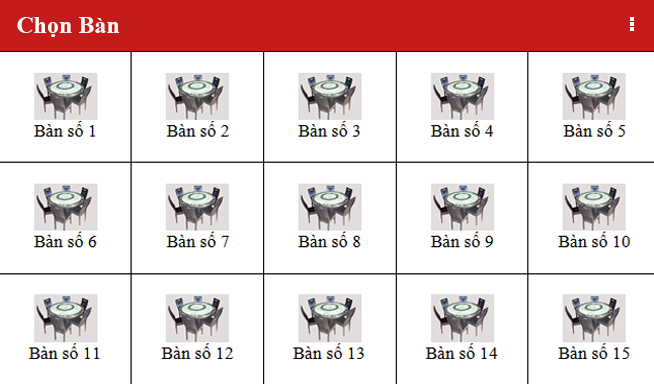 Chọn Bàn
Bàn số 1
Bàn số 2
Bàn số 3
Bàn số 4
Bàn số 5
Bàn số 6
Bàn số 7
Bàn số 8
Bàn số 9
Bàn số 10
Bàn số 11
Bàn số 12
Bàn số 13
Bàn số 14
Bàn số 15